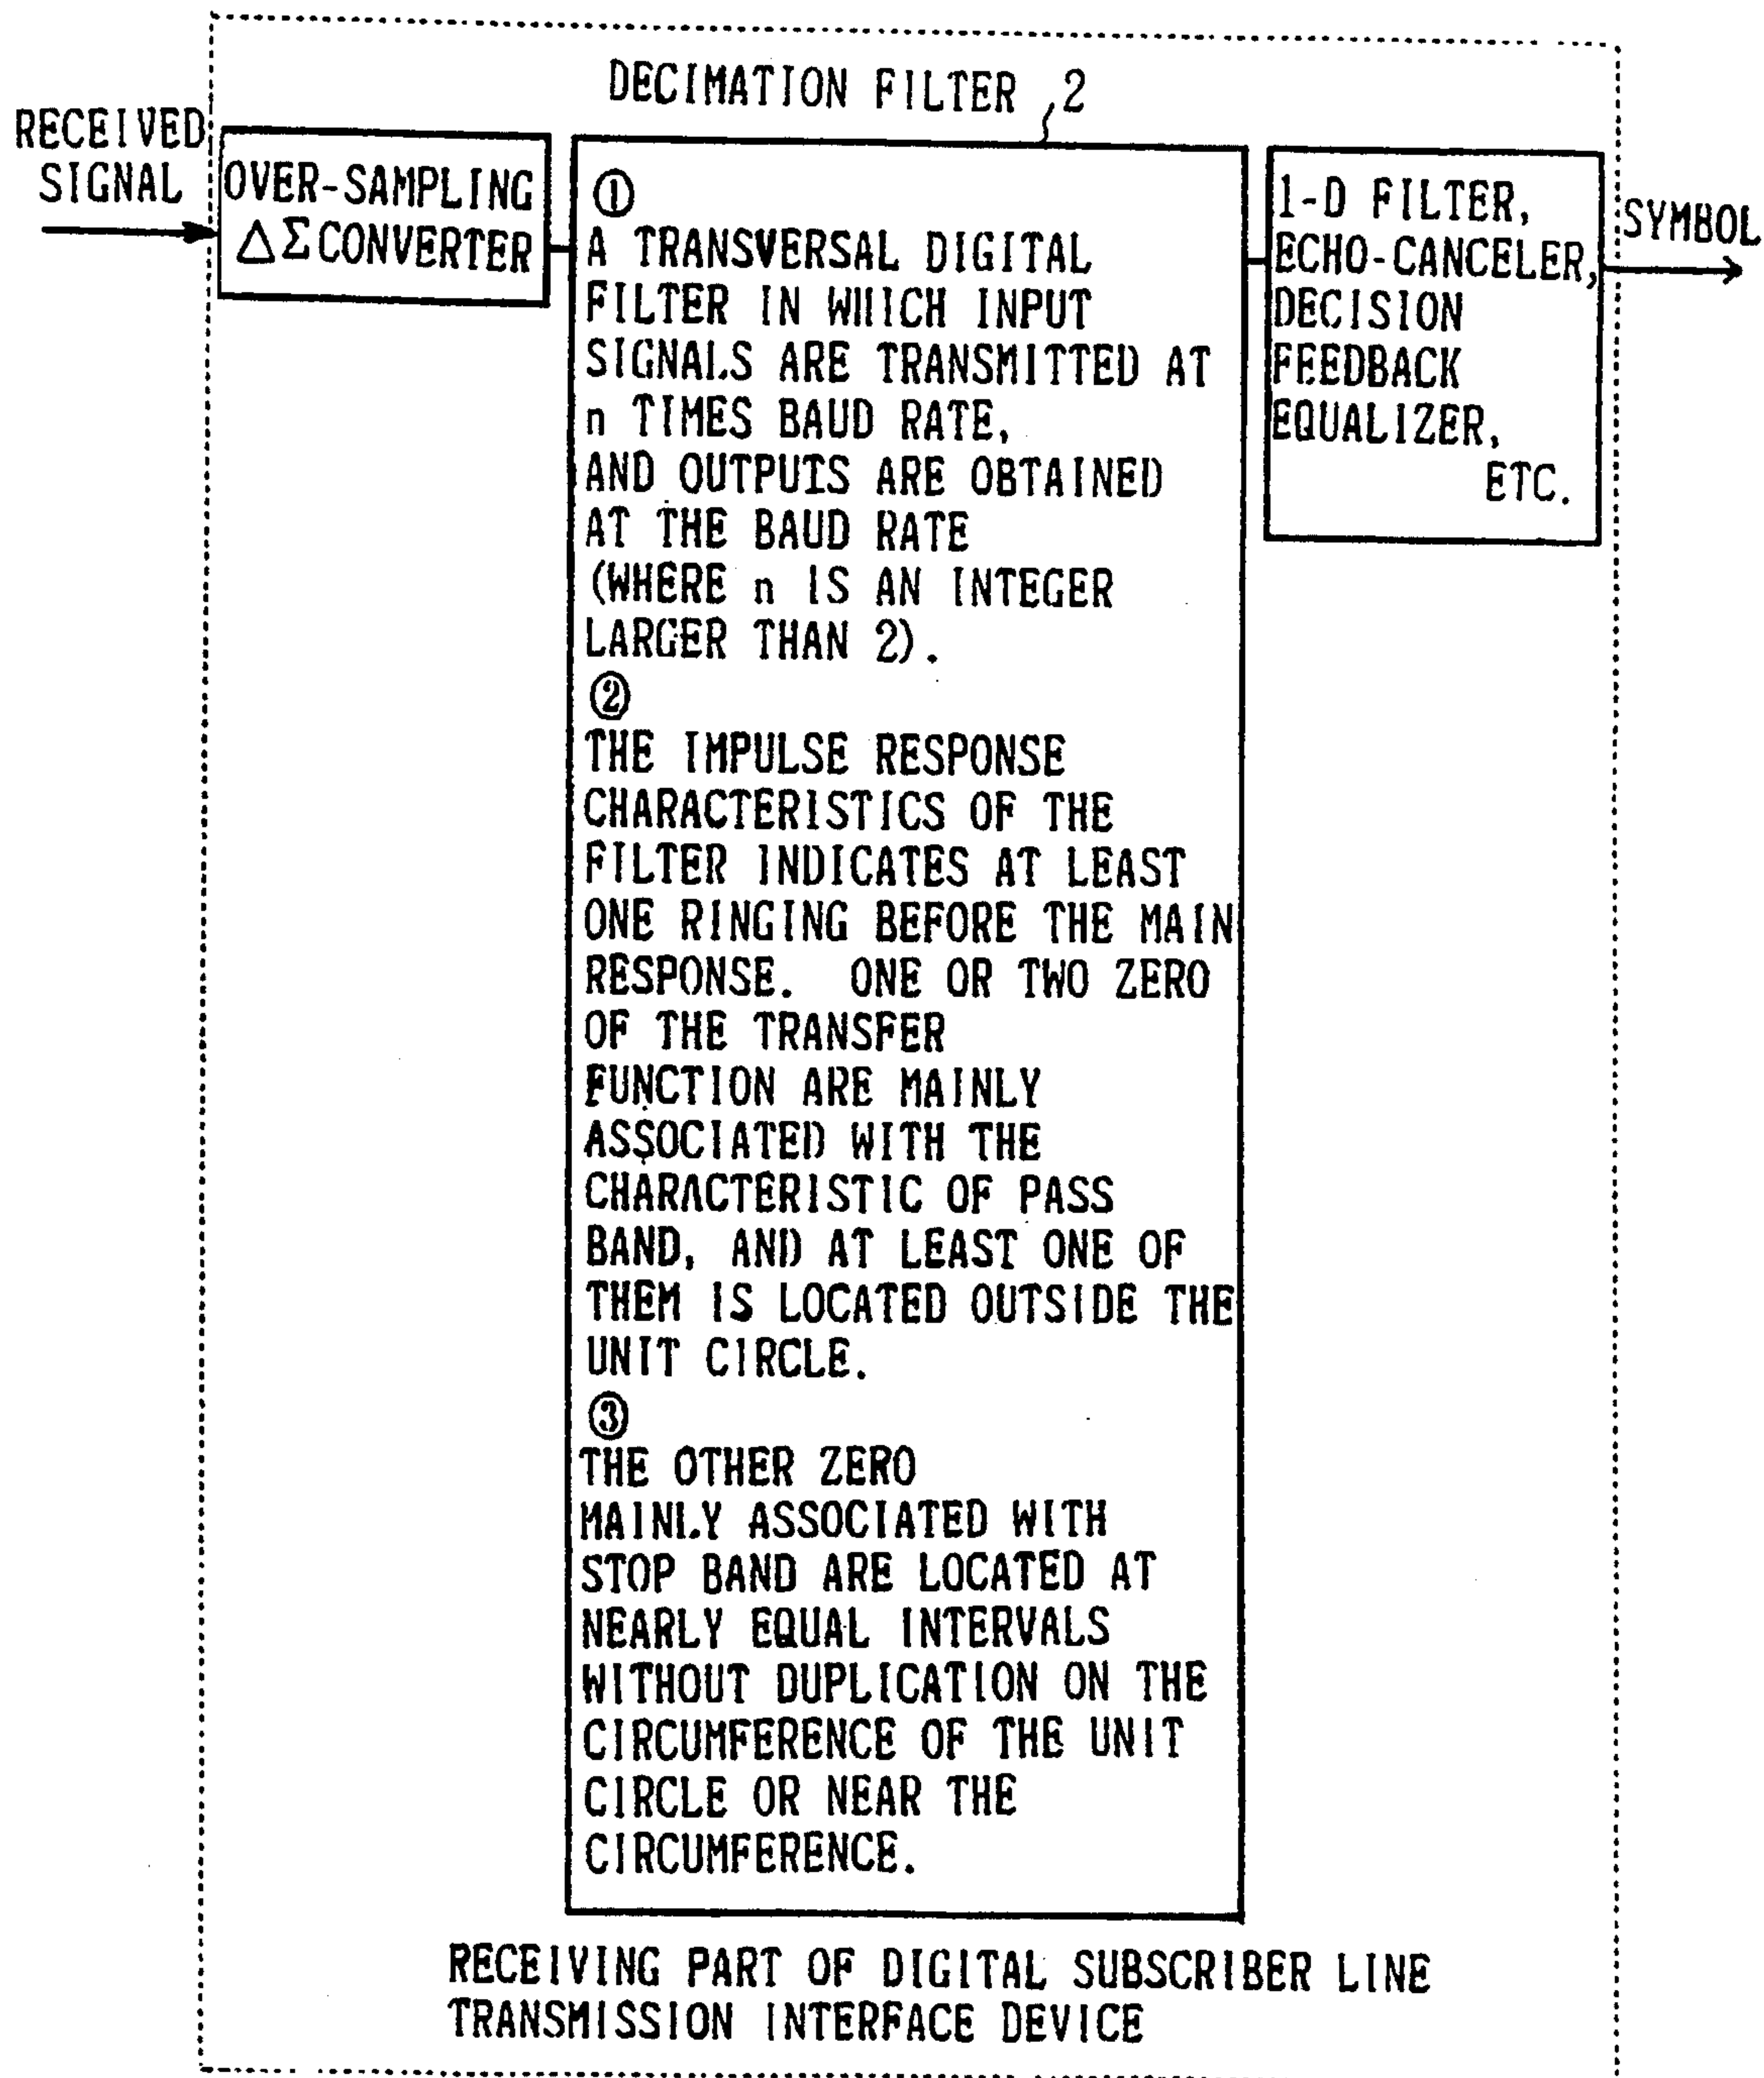 DECIMATION FILTER 2
RECEIVED
SIGNAL
OVER-SAMPLING
ΔΣ CONVERTER
①
A TRANSVERSAL DIGITAL
FILTER IN WHICH INPUT
SIGNALS ARE TRANSMITTED AT
n TIMES BAUD RATE,
AND OUTPUTS ARE OBTAINED
AT THE BAUD RATE
(WHERE n IS AN INTEGER
LARGER THAN 2).
②
THE IMPULSE RESPONSE
CHARACTERISTICS OF THE
FILTER INDICATES AT LEAST
ONE RINGING BEFORE THE MAIN
RESPONSE. ONE OR TWO ZERO
OF THE TRANSFER
FUNCTION ARE MAINLY
ASSOCIATED WITH THE
CHARACTERISTIC OF PASS
BAND, AND AT LEAST ONE OF
THEM IS LOCATED OUTSIDE THE
UNIT CIRCLE.
③
THE OTHER ZERO
MAINLY ASSOCIATED WITH
STOP BAND ARE LOCATED AT
NEARLY EQUAL INTERVALS
WITHOUT DUPLICATION ON THE
CIRCUMFERENCE OF THE UNIT
CIRCLE OR NEAR THE
CIRCUMFERENCE.
1-D FILTER,
ECHO-CANCELER,
DECISION
FEEDBACK
EQUALIZER,
ETC.
SYMBOL
RECEIVING PART OF DIGITAL SUBSCRIBER LINE
TRANSMISSION INTERFACE DEVICE